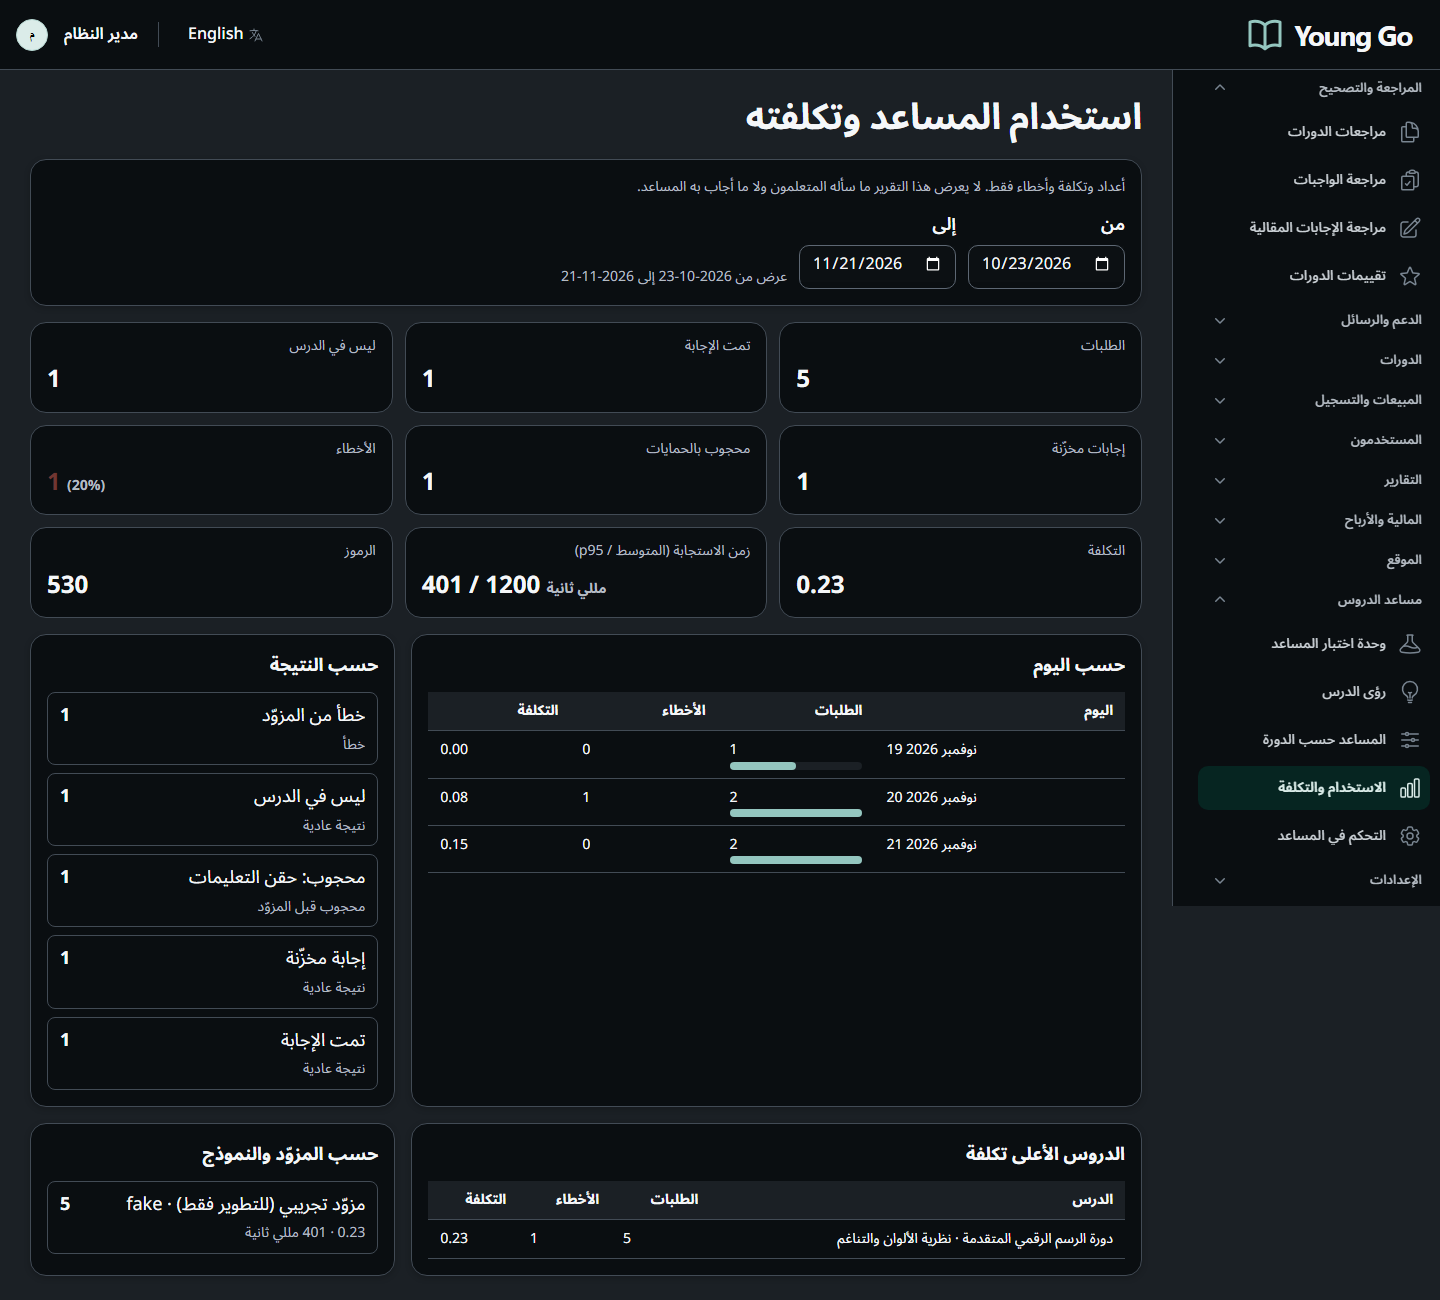 Young Go
English
مدير النظام
م
المراجعة والتصحيح
مراجعات الدورات
مراجعة الواجبات
مراجعة الإجابات المقالية
تقييمات الدورات
الدعم والرسائل
الدورات
المبيعات والتسجيل
المستخدمون
التقارير
المالية والأرباح
الموقع
مساعد الدروس
وحدة اختبار المساعد
رؤى الدرس
المساعد حسب الدورة
الاستخدام والتكلفة
التحكم في المساعد
الإعدادات
استخدام المساعد وتكلفته
أعداد وتكلفة وأخطاء فقط. لا يعرض هذا التقرير ما سأله المتعلمون ولا ما أجاب به المساعد.
من
إلى
10/23/2026
11/21/2026
عرض من 2026-10-23 إلى 2026-11-21
الطلبات
5
تمت الإجابة
1
ليس في الدرس
1
إجابات مخزّنة
1
محجوب بالحمايات
1
الأخطاء
1 (20%)
التكلفة
0.23
زمن الاستجابة (المتوسط / p95)
401 / 1200 مللي ثانية
الرموز
530
حسب اليوم
اليوم الطلبات الأخطاء التكلفة
19 نوفمبر 2026 1 0 0.00
20 نوفمبر 2026 2 1 0.08
21 نوفمبر 2026 2 0 0.15
حسب النتيجة
خطأ من المزوّد 1
خطأ
ليس في الدرس 1
نتيجة عادية
محجوب: حقن التعليمات 1
محجوب قبل المزوّد
إجابة مخزّنة 1
نتيجة عادية
تمت الإجابة 1
نتيجة عادية
الدروس الأعلى تكلفة
الدرس الطلبات الأخطاء التكلفة
دورة الرسم الرقمي المتقدمة · نظرية الألوان والتناغم 5 1 0.23
حسب المزوّد والنموذج
مزوّد تجريبي (للتطوير فقط) · fake 5
0.23 · 401 مللي ثانية